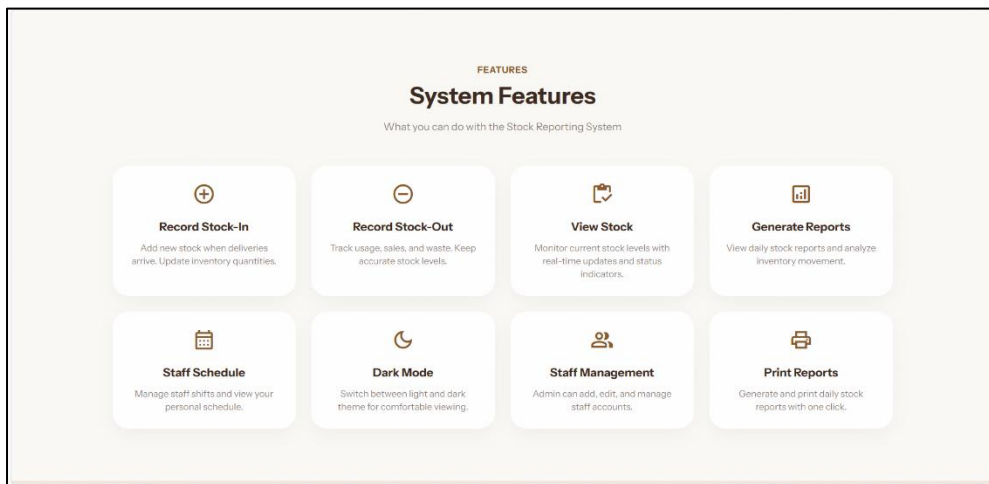 FEATURES
System Features
What you can do with the Stock Reporting System
Record Stock-In
Add new stock when deliveries
arrive. Update inventory quantities.
Record Stock-Out
Track usage, sales, and waste. Keep
accurate stock levels.
View Stock
Monitor current stock levels with
real-time updates and status
indicators.
Generate Reports
View daily stock reports and analyze
inventory movement.
Staff Schedule
Manage staff shifts and view your
personal schedule.
Dark Mode
Switch between light and dark
theme for comfortable viewing.
Staff Management
Admin can add, edit, and manage
staff accounts.
Print Reports
Generate and print daily stock
reports with one click.